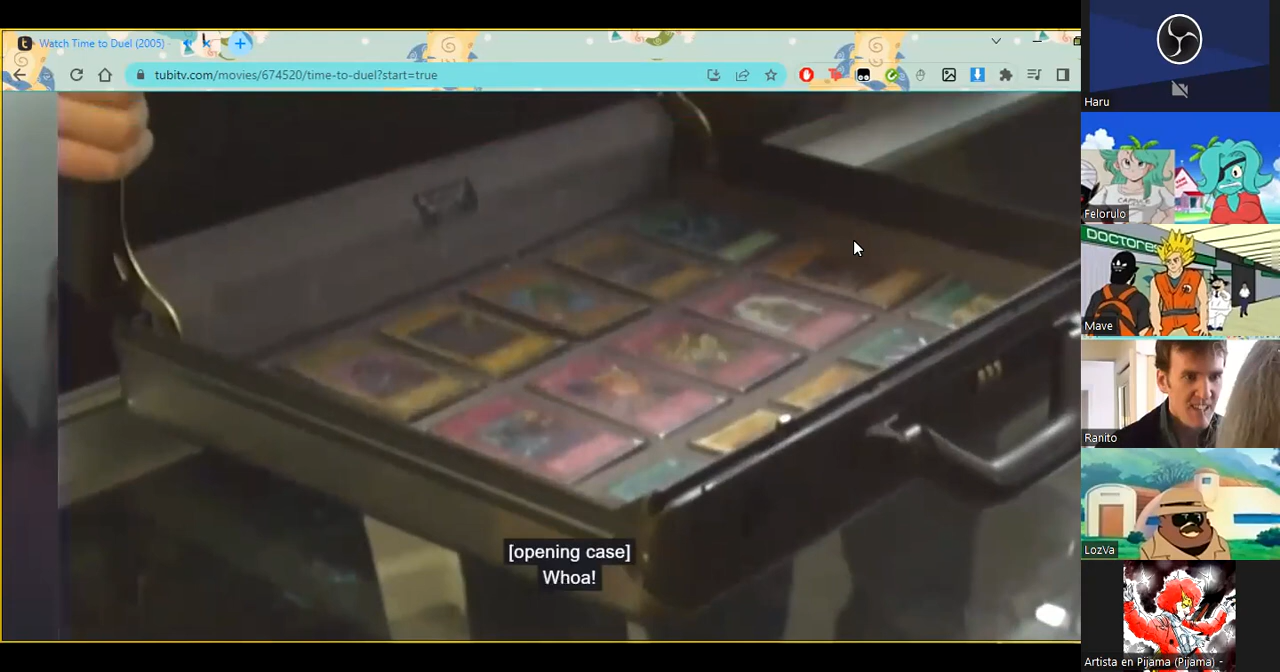 Watch Time to Duel (2005)
tubitv.com/movies/674520/time-to-duel?start=true
[opening case]
Whoa!
Haru
Felorulo
DOCTORES
Mave
Ranito
LozVa
Artista en Pijama (Pijama) -